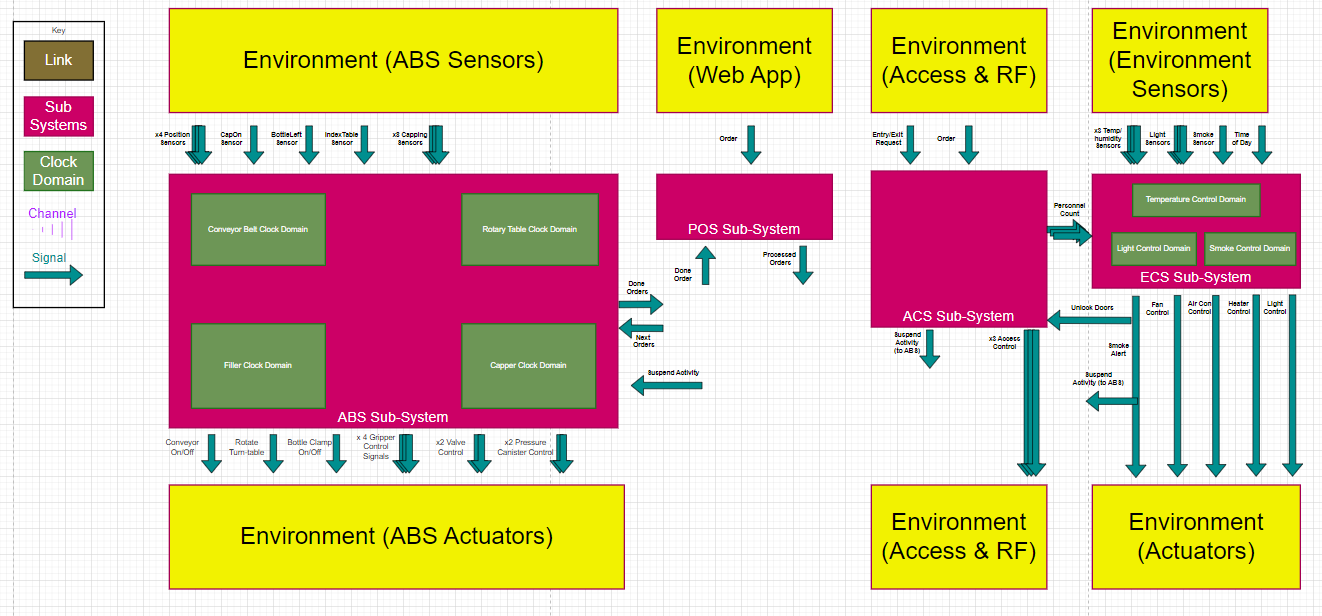 Key
Link
Sub
Systems
Clock
Domain
Channel
Signal
Environment (ABS Sensors)
Environment
(Web App)
Environment
(Access & RF)
Environment
(Environment
Sensors)
x4 Position
Sensors
CapOn
Sensor
BottleLeft
Sensor
IndexTable
Sensor
x3 Capping
Sensors
Order
Entry/Exit
Request
Order
x3 Temp/
humidity
Sensors
Light
Sensors
Smoke
Sensor
Time
of Day
Conveyor Belt Clock Domain
Rotary Table Clock Domain
Filler Clock Domain
Capper Clock Domain
ABS Sub-System
POS Sub-System
Done
Order
Processed
Orders
Done
Orders
Next
Orders
Suspend Activity
ACS Sub-System
Personnel
Count
Temperature Control Domain
Light Control Domain
Smoke Control Domain
ECS Sub-System
Unlook Doors
Suspend
Activity
(to ABS)
x3 Access
Control
Smoke
Alert
Suspend
Activity (to ABS)
Fan
Control
Air Con
Control
Heater
Control
Light
Control
Conveyor
On/Off
Rotate
Turn-table
Bottle Clamp
On/Off
x 4 Gripper
Control
Signals
x2 Valve
Control
x2 Pressure
Canister Control
Environment (ABS Actuators)
Environment
(Access & RF)
Environment
(Actuators)